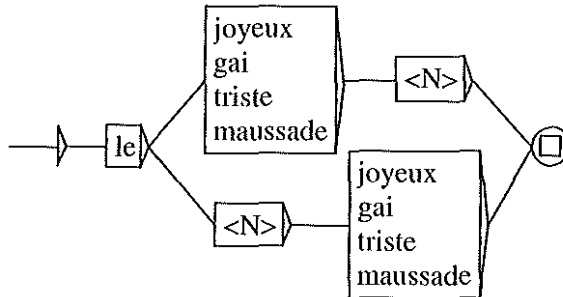 joyeux
gai
triste
maussade
<N>
le
<N>
joyeux
gai
triste
maussade